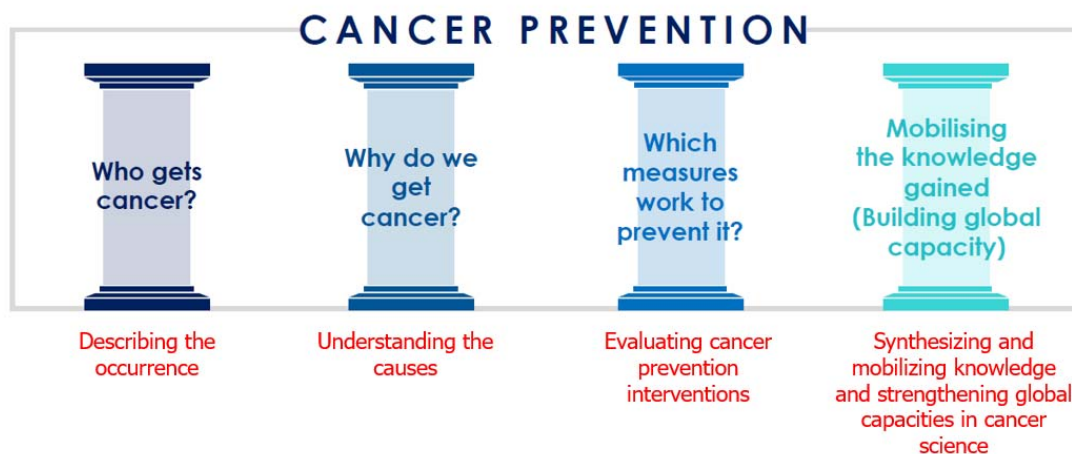 CANCER PREVENTION
Who gets
cancer?
Why do we
get
cancer?
Which
measures
work to
prevent it?
Mobilising
the knowledge
gained
(Building global
capacity)
Describing the
occurrence
Understanding the
causes
Evaluating cancer
prevention
interventions
Synthesizing and
mobilizing knowledge
and strengthening global
capacities in cancer
science